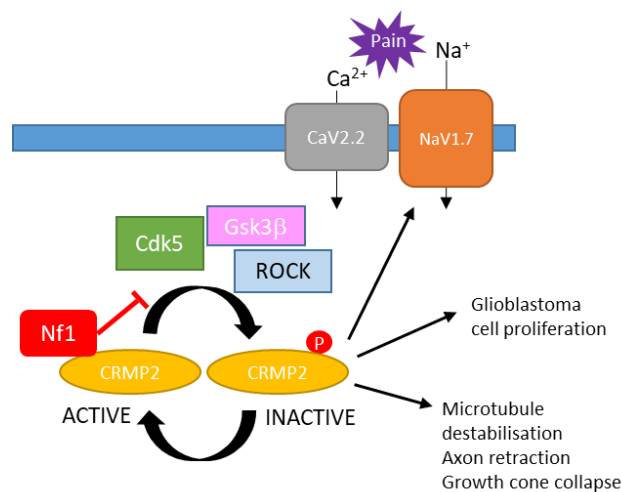 Pain
Ca²⁺
Na⁺
CaV2.2
NaV1.7
Gsk3β
Cdk5
ROCK
Nf1
P
CRMP2
CRMP2
ACTIVE
INACTIVE
Glioblastoma
cell proliferation
Microtubule
destabilisation
Axon retraction
Growth cone collapse